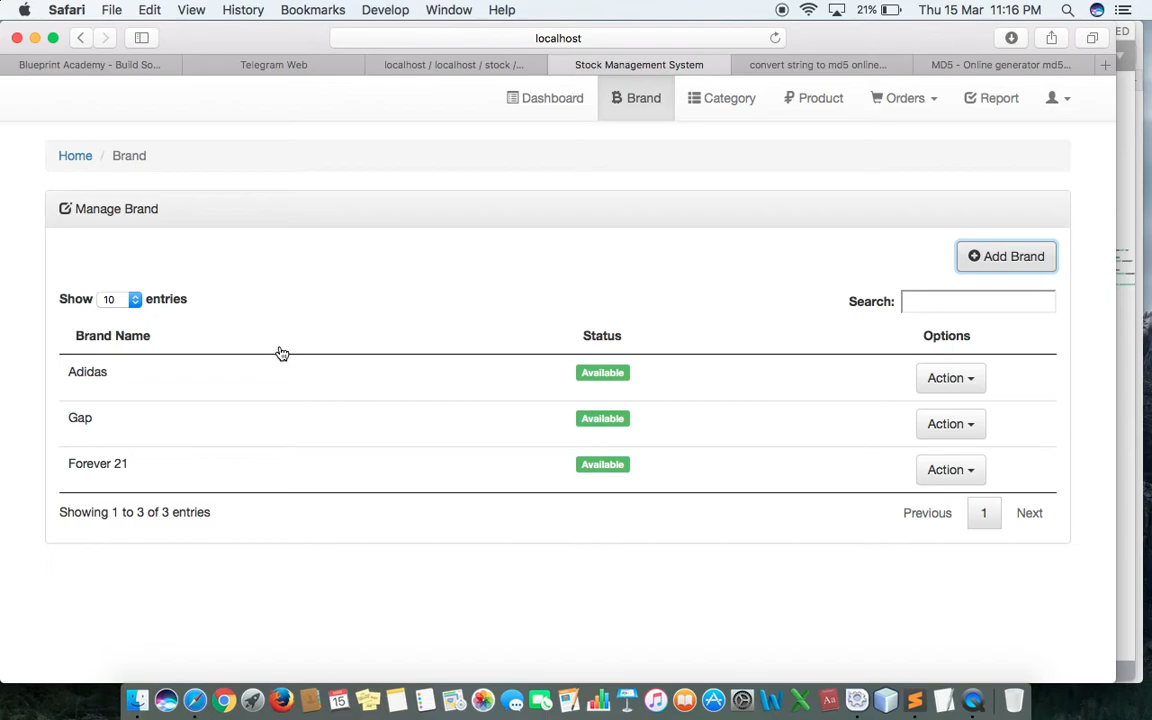 Safari File Edit View History Bookmarks Develop Window Help 21% Thu 15 Mar 11:16 PM
localhost
ED
Blueprint Academy - Build So... Telegram Web localhost / localhost / stock /... Stock Management System convert string to md5 online... MD5 - Online generator md5... +
Dashboard Brand Category Product Orders Report
Home / Brand
Manage Brand
Add Brand
Show 10 entries Search:
Brand Name Status Options
Adidas Available Action
Gap Available Action
Forever 21 Available Action
Showing 1 to 3 of 3 entries Previous 1 Next